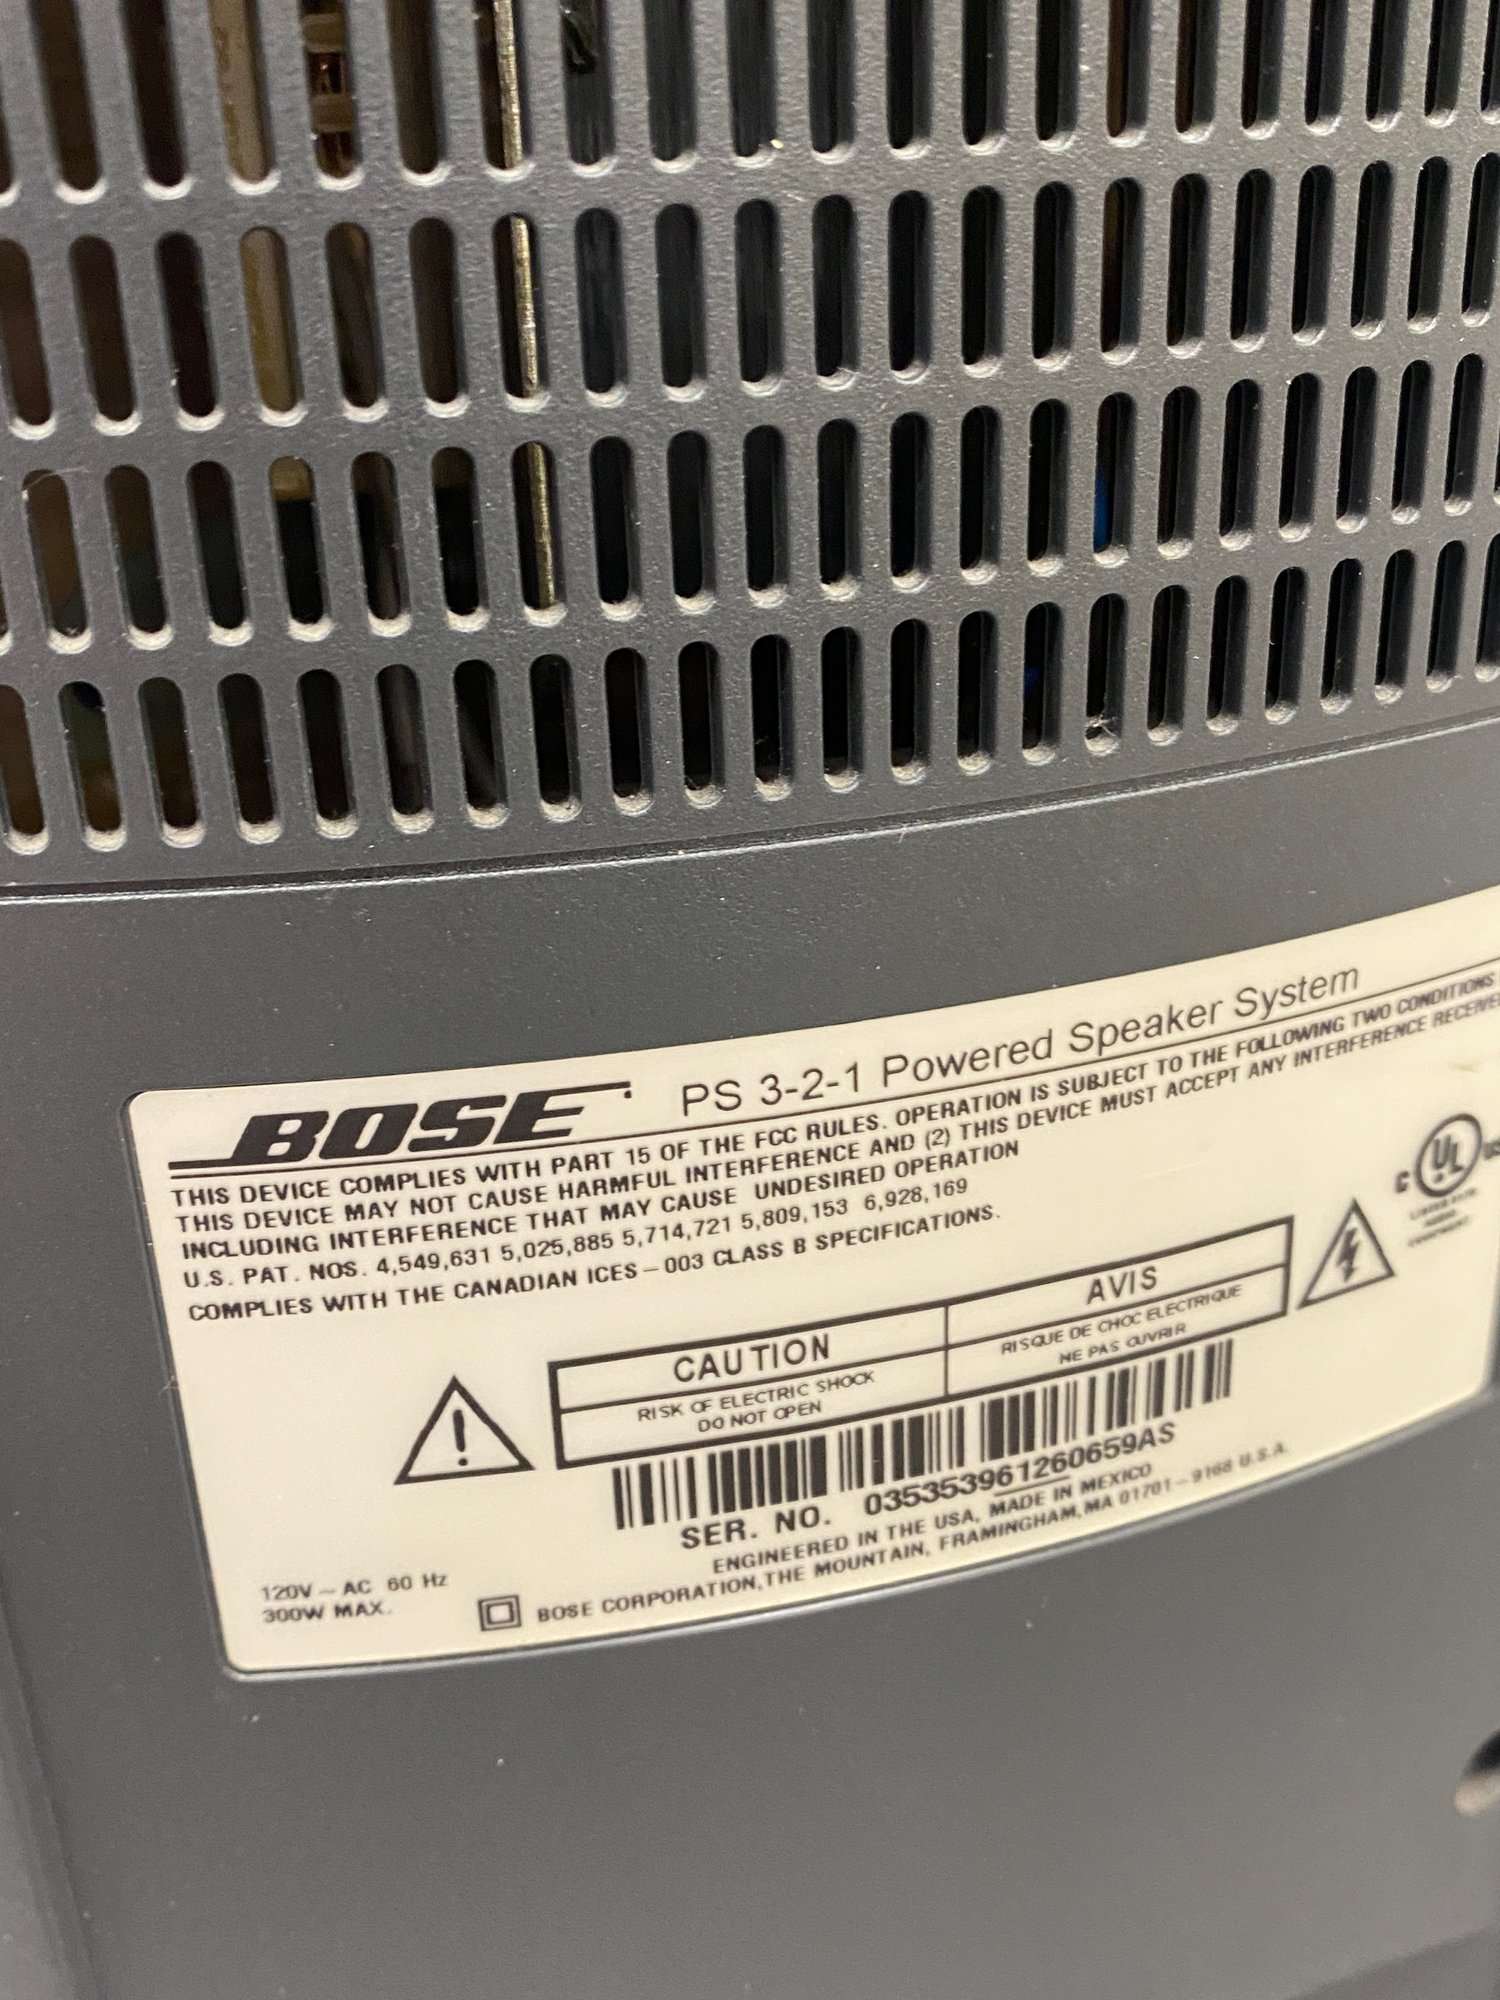 BOSE PS 3-2-1 Powered Speaker System
THIS DEVICE COMPLIES WITH PART 15 OF THE FCC RULES. OPERATION IS SUBJECT TO THE FOLLOWING TWO CONDITIONS
THIS DEVICE MAY NOT CAUSE HARMFUL INTERFERENCE AND (2) THIS DEVICE MUST ACCEPT ANY INTERFERENCE RECEIVE
INCLUDING INTERFERENCE THAT MAY CAUSE UNDESIRED OPERATION
U.S. PAT. NOS. 4,549,631 5,025,885 5,714,721 5,809,153 6,928,169
COMPLIES WITH THE CANADIAN ICES-003 CLASS B SPECIFICATIONS.
C UL US
CAUTION
RISK OF ELECTRIC SHOCK
DO NOT OPEN
AVIS
RISQUE DE CHOC ELECTRIQUE
NE PAS OUVRIR
!
SER. NO. 035353961260659AS
ENGINEERED IN THE USA, MADE IN MEXICO
BOSE CORPORATION, THE MOUNTAIN, FRAMINGHAM, MA 01701-9168 U.S.A.
120V ~ AC 60 Hz
300W MAX.